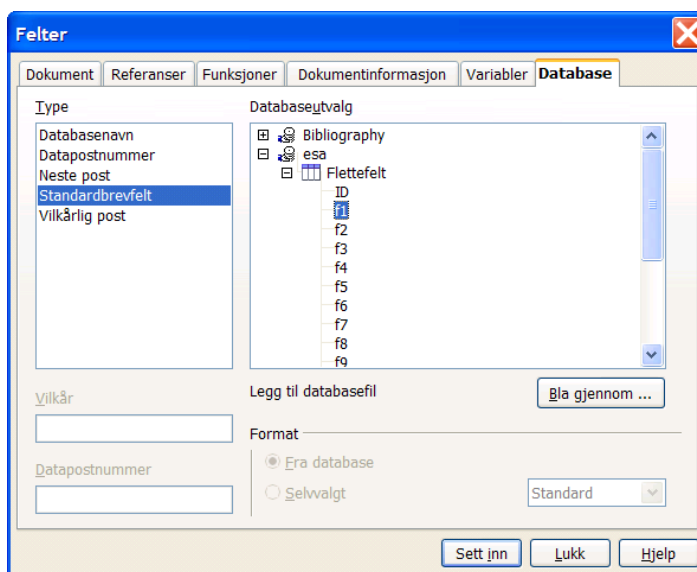 Felter
Dokument Referanser Funksjoner Dokumentinformasjon Variabler Database
Type
Databasenavn
Datapostnummer
Neste post
Standardbrevfelt
Vilkårlig post
Databaseutvalg
Bibliography
esa
Flettefelt
ID
f1
f2
f3
f4
f5
f6
f7
f8
f9
Vilkår
Datapostnummer
Legg til databasefil
Bla gjennom ...
Format
Fra database
Selvvalgt
Standard
Sett inn Lukk Hjelp